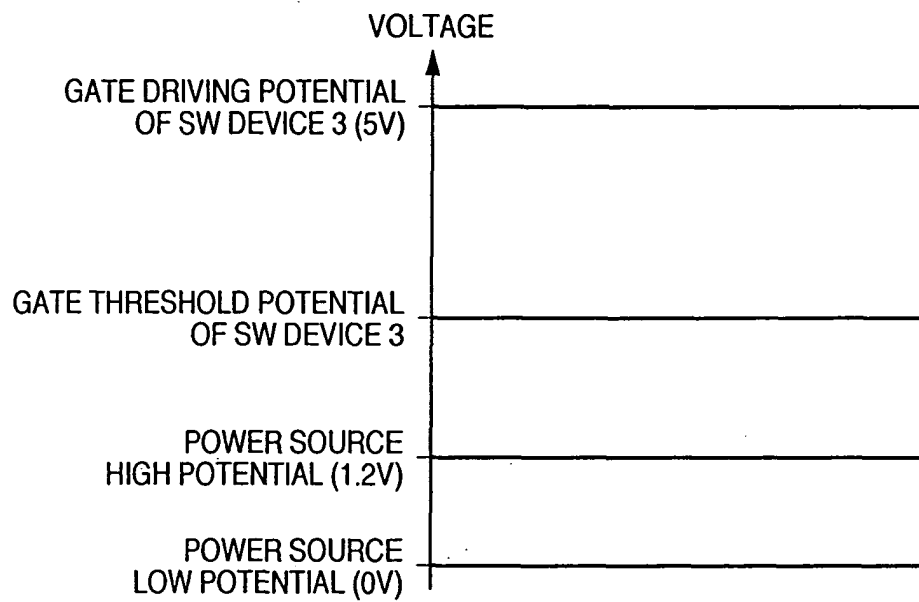 VOLTAGE
GATE DRIVING POTENTIAL
OF SW DEVICE 3 (5V)
GATE THRESHOLD POTENTIAL
OF SW DEVICE 3
POWER SOURCE
HIGH POTENTIAL (1.2V)
POWER SOURCE
LOW POTENTIAL (0V)